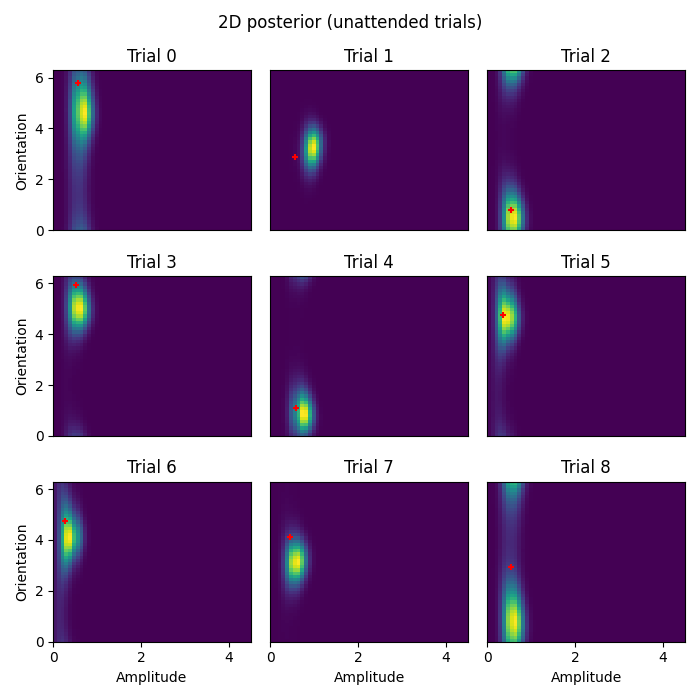 2D posterior (unattended trials)
Trial 0
Trial 1
Trial 2
6
4
2
0
Orientation
Trial 3
Trial 4
Trial 5
6
4
2
0
Orientation
Trial 6
Trial 7
Trial 8
6
4
2
0
Orientation
0 2 4
0 2 4
0 2 4
Amplitude
Amplitude
Amplitude